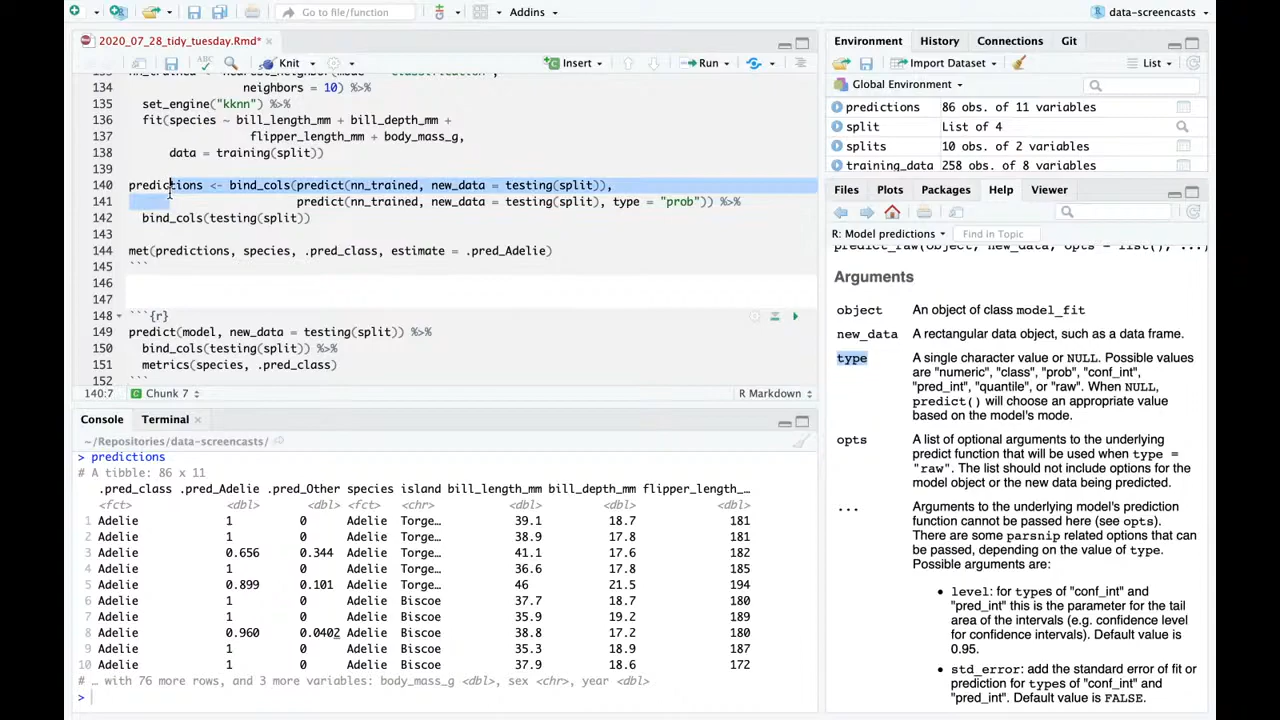 Go to file/function
Addins
data-screencasts
2020_07_28_tidy_tuesday.Rmd*
Knit
Insert
Run
134 neighbors = 10) %>%
135 set_engine("kknn") %>%
136 fit(species ~ bill_length_mm + bill_depth_mm +
137 flipper_length_mm + body_mass_g,
138 data = training(split))
139
140 predictions <- bind_cols(predict(nn_trained, new_data = testing(split)),
141 predict(nn_trained, new_data = testing(split), type = "prob")) %>%
142 bind_cols(testing(split))
143
144 met(predictions, species, .pred_class, estimate = .pred_Adelie)
145 ```
146
147
148 ```{r}
149 predict(model, new_data = testing(split)) %>%
150 bind_cols(testing(split)) %>%
151 metrics(species, .pred_class)
152 ```
140:7 Chunk 7 R Markdown
Console Terminal
~/Repositories/data-screencasts/
> predictions
# A tibble: 86 x 11
.pred_class .pred_Adelie .pred_Other species island bill_length_mm bill_depth_mm flipper_length_…
<fct> <dbl> <dbl> <fct> <chr> <dbl> <dbl> <dbl>
1 Adelie 1 0 Adelie Torge… 39.1 18.7 181
2 Adelie 1 0 Adelie Torge… 38.9 17.8 181
3 Adelie 0.656 0.344 Adelie Torge… 41.1 17.6 182
4 Adelie 1 0 Adelie Torge… 36.6 17.8 185
5 Adelie 0.899 0.101 Adelie Torge… 46 21.5 194
6 Adelie 1 0 Adelie Biscoe 37.7 18.7 180
7 Adelie 1 0 Adelie Biscoe 35.9 19.2 189
8 Adelie 0.960 0.0402 Adelie Biscoe 38.8 17.2 180
9 Adelie 1 0 Adelie Biscoe 35.3 18.9 187
10 Adelie 1 0 Adelie Biscoe 37.9 18.6 172
# … with 76 more rows, and 3 more variables: body_mass_g <dbl>, sex <chr>, year <dbl>
>
Environment History Connections Git
Import Dataset List
Global Environment
predictions 86 obs. of 11 variables
split List of 4
splits 10 obs. of 2 variables
training_data 258 obs. of 8 variables
Files Plots Packages Help Viewer
R: Model predictions Find in Topic
predict_raw(object, new_data, opts = list(), ...)
Arguments
object An object of class model_fit
new_data A rectangular data object, such as a data frame.
type A single character value or NULL. Possible values
are "numeric", "class", "prob", "conf_int",
"pred_int", "quantile", or "raw". When NULL,
predict() will choose an appropriate value
based on the model's mode.
opts A list of optional arguments to the underlying
predict function that will be used when type =
"raw". The list should not include options for the
model object or the new data being predicted.
... Arguments to the underlying model's prediction
function cannot be passed here (see opts).
There are some parsnip related options that can
be passed, depending on the value of type.
Possible arguments are:
• level: for types of "conf_int" and
"pred_int" this is the parameter for the tail
area of the intervals (e.g. confidence level
for confidence intervals). Default value is
0.95.
• std_error: add the standard error of fit or
prediction for types of "conf_int" and
"pred_int". Default value is FALSE.